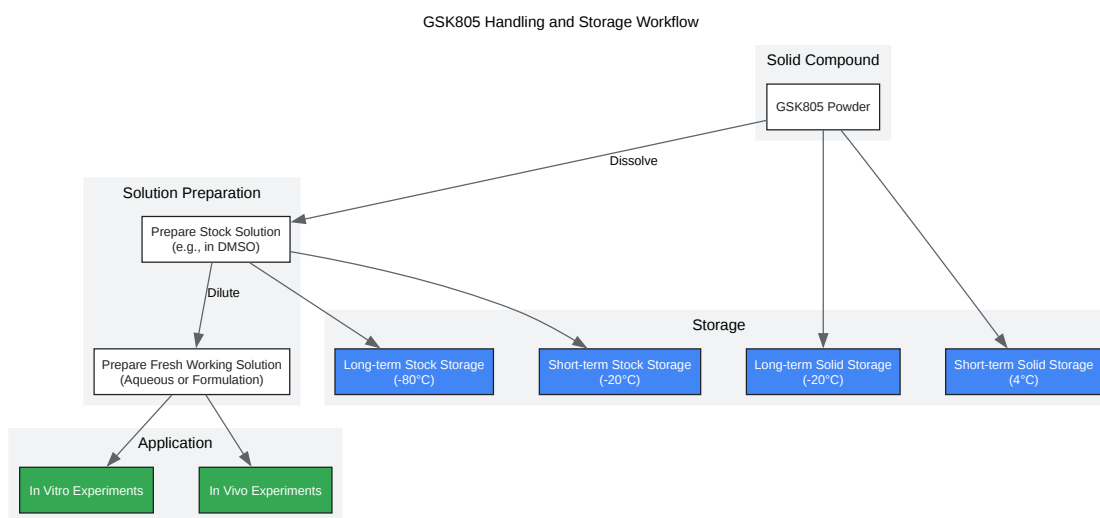 GSK805 Handling and Storage Workflow
Solid Compound
GSK805 Powder
Dissolve
Solution Preparation
Prepare Stock Solution
(e.g., in DMSO)
Dilute
Storage
Prepare Fresh Working Solution
(Aqueous or Formulation)
Long-term Stock Storage
(-80°C)
Short-term Stock Storage
(-20°C)
Long-term Solid Storage
(-20°C)
Short-term Solid Storage
(4°C)
Application
In Vitro Experiments
In Vivo Experiments